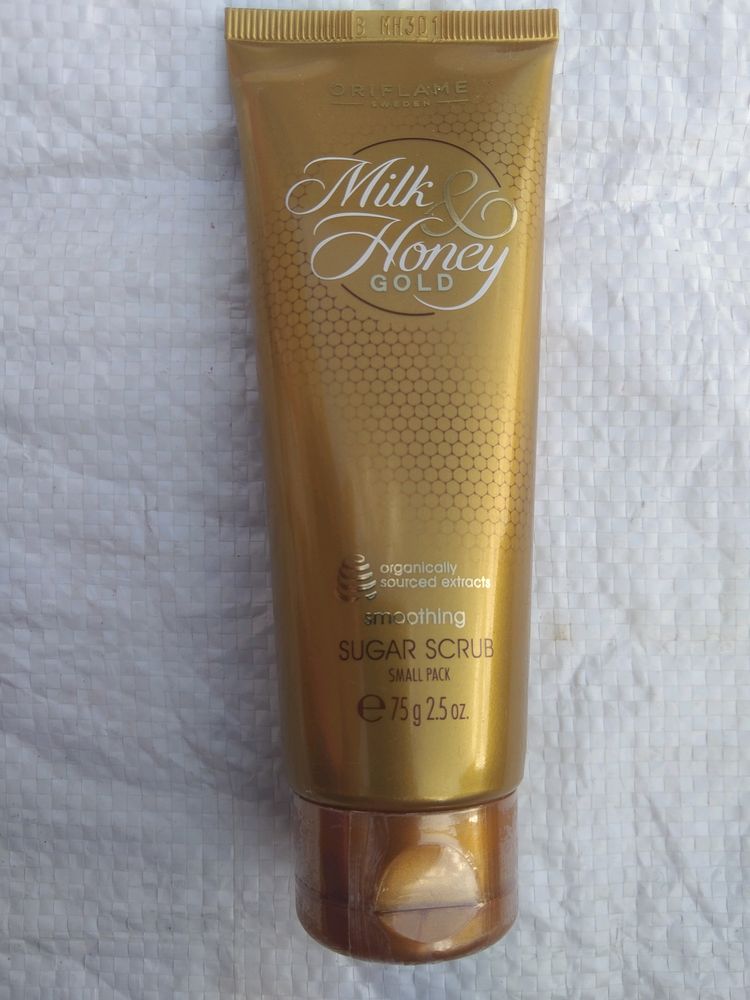 B MH3D1
ORIFLAME
SWEDEN
Milk &
Honey
GOLD
organically
sourced extracts
smoothing
SUGAR SCRUB
SMALL PACK
e 75 g 2.5 oz.